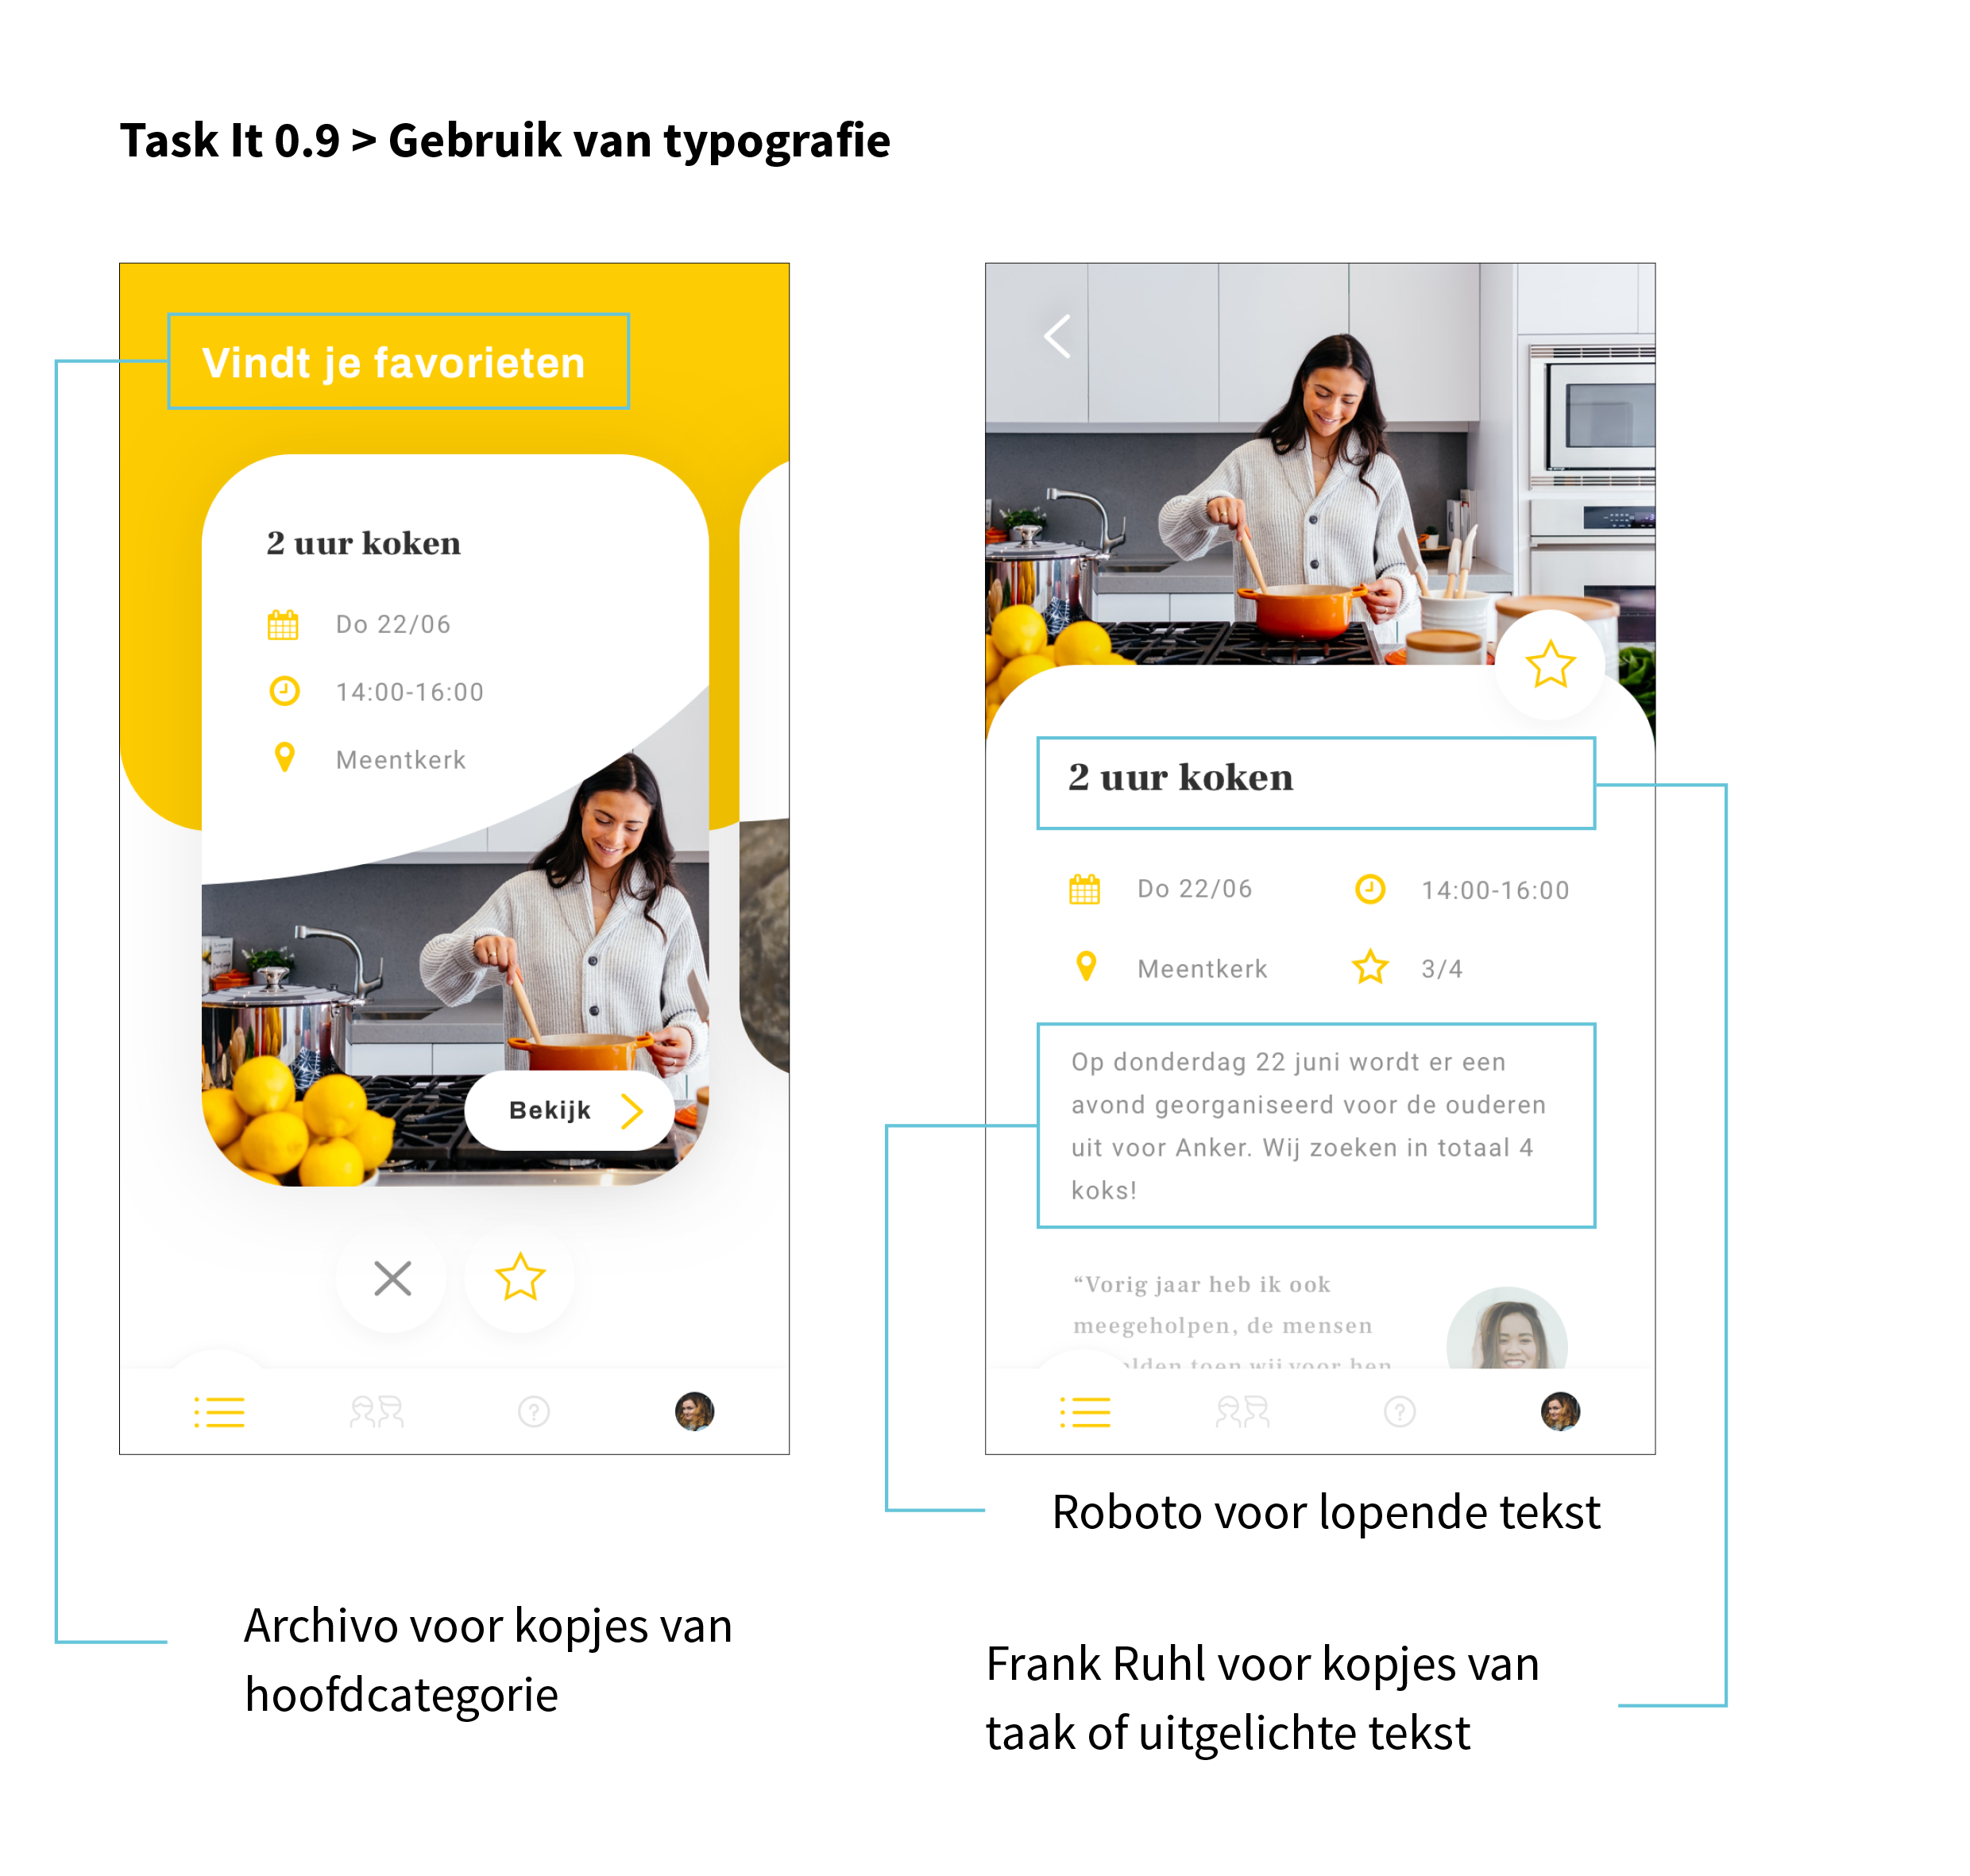 Task It 0.9 > Gebruik van typografie
Vindt je favorieten
2 uur koken
Do 22/06
14:00-16:00
Meentkerk
Bekijk
2 uur koken
Do 22/06
14:00-16:00
Meentkerk
3/4
Op donderdag 22 juni wordt er een
avond georganiseerd voor de ouderen
uit voor Anker. Wij zoeken in totaal 4
koks!
“Vorig jaar heb ik ook
meegeholpen, de mensen
toen wij voor hen
Roboto voor lopende tekst
Archivo voor kopjes van
hoofdcategorie
Frank Ruhl voor kopjes van
taak of uitgelichte tekst